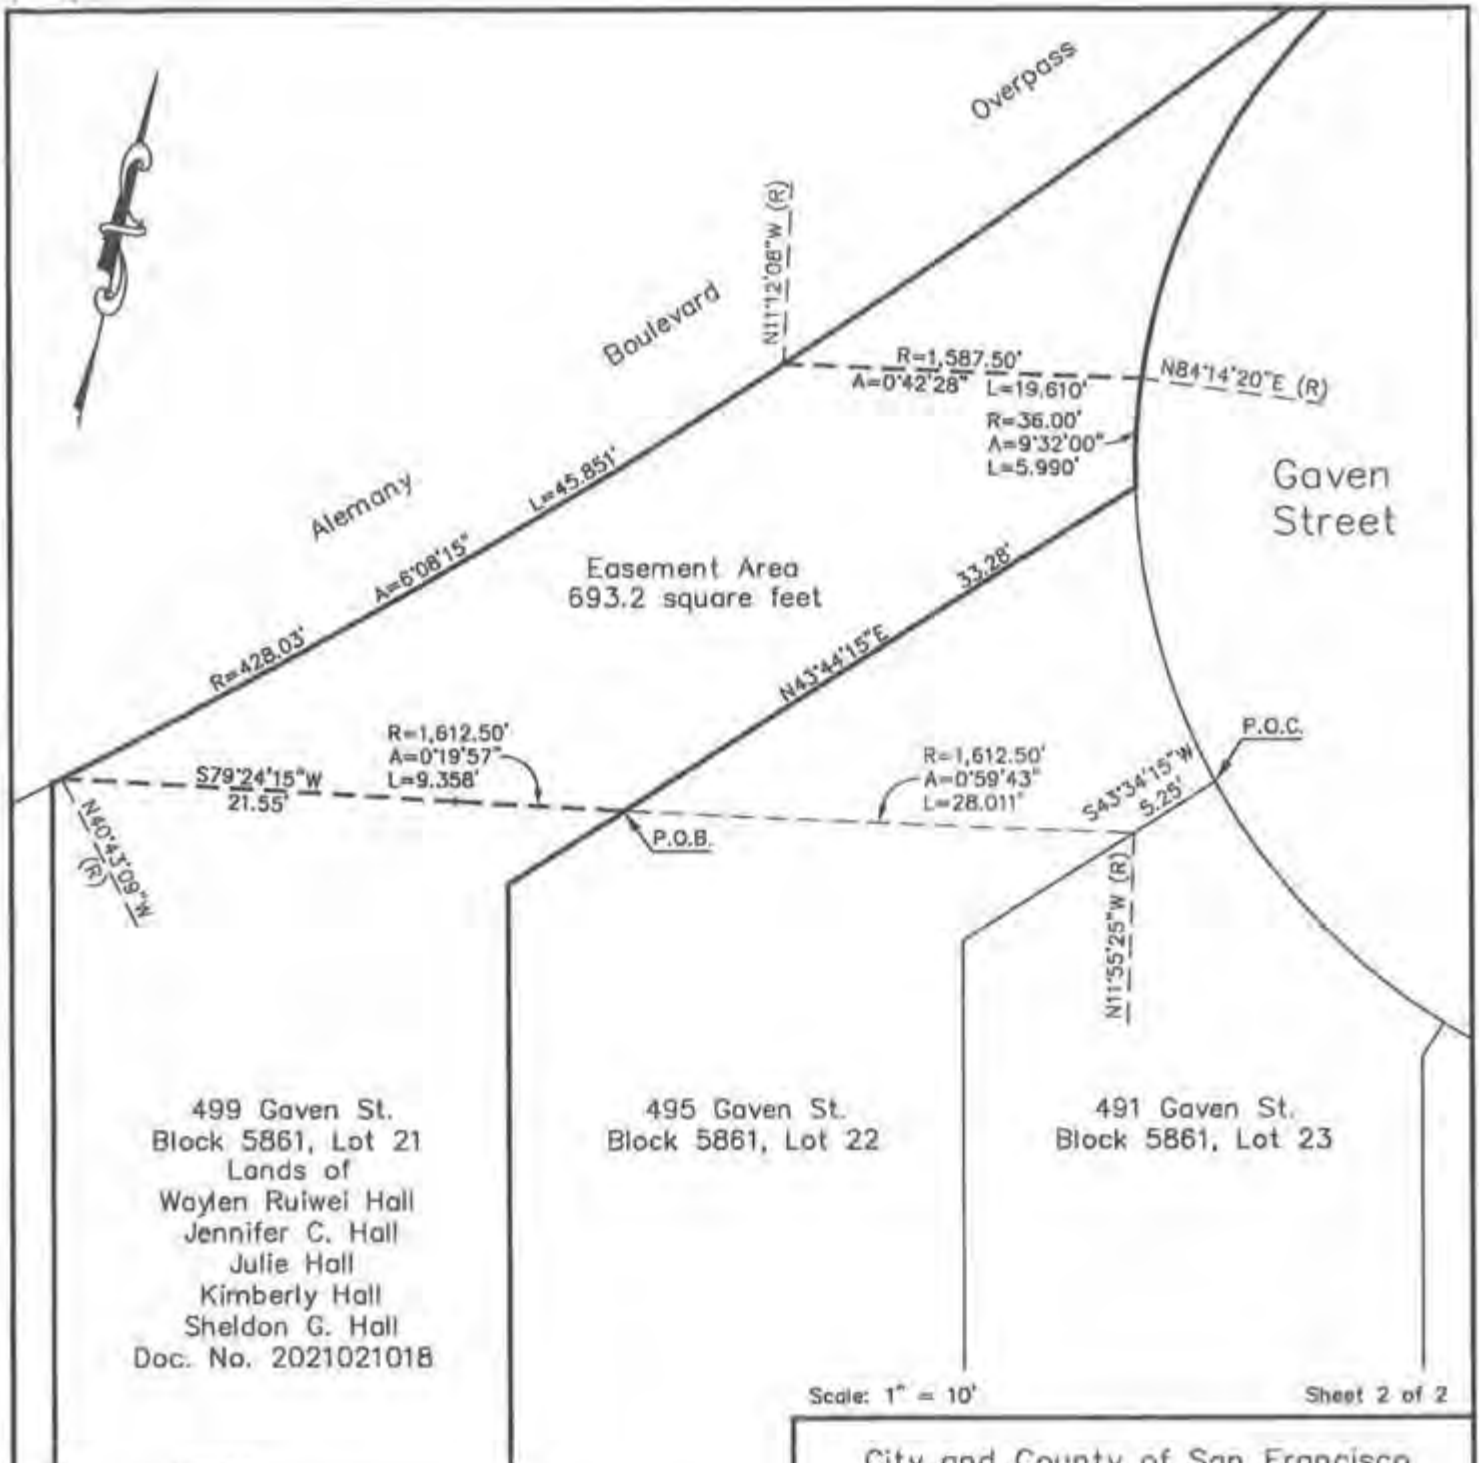 Overpass
N11°12'08"W (R)
Boulevard
R=1,587.50'
A=0°42'28" L=19.610'
N84°14'20"E (R)
R=36.00'
A=9°32'00"
L=5.990'
Gaven
Street
Alemany
L=45.851'
A=6°08'15"
R=428.03'
Easement Area
693.2 square feet
33.28'
N43°44'15"E
R=1,612.50'
A=0°19'57"
L=9.358'
S79°24'15"W
21.55'
N40°43'09"W
(R)
P.O.B.
R=1,612.50'
A=0°59'43"
L=28.011'
S43°34'15"W
5.25'
P.O.C.
N11°55'25"W (R)
499 Gaven St.
Block 5861, Lot 21
Lands of
Waylen Ruiwei Hall
Jennifer C. Hall
Julie Hall
Kimberly Hall
Sheldon G. Hall
Doc. No. 2021021018
495 Gaven St.
Block 5861, Lot 22
491 Gaven St.
Block 5861, Lot 23
Scale: 1" = 10'
Sheet 2 of 2
City and County of San Francisco